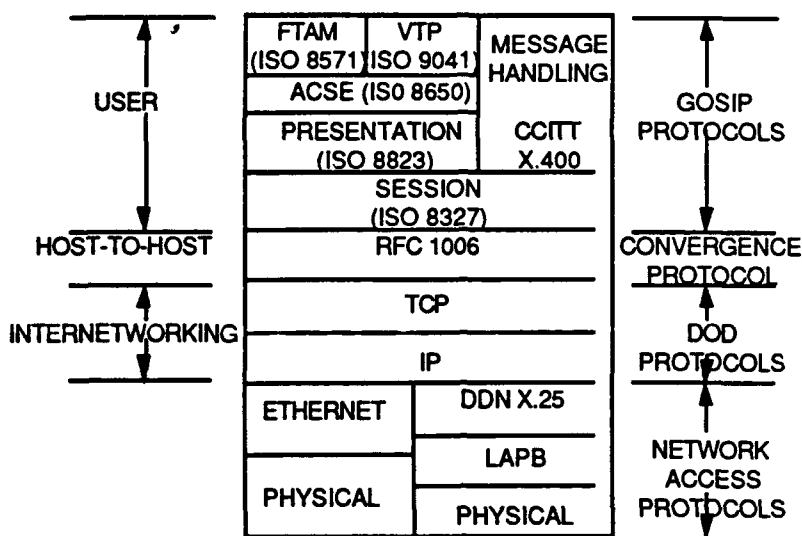 FTAM
(ISO 8571)
VTP
(ISO 9041)
MESSAGE
HANDLING
CCITT
X.400
ACSE (IS0 8650)
PRESENTATION
(ISO 8823)
SESSION
(ISO 8327)
RFC 1006
TCP
IP
ETHERNET
DDN X.25
LAPB
PHYSICAL
PHYSICAL
USER
HOST-TO-HOST
INTERNETWORKING
GOSIP
PROTOCOLS
CONVERGENCE
PROTOCOL
DOD
PROTOCOLS
NETWORK
ACCESS
PROTOCOLS